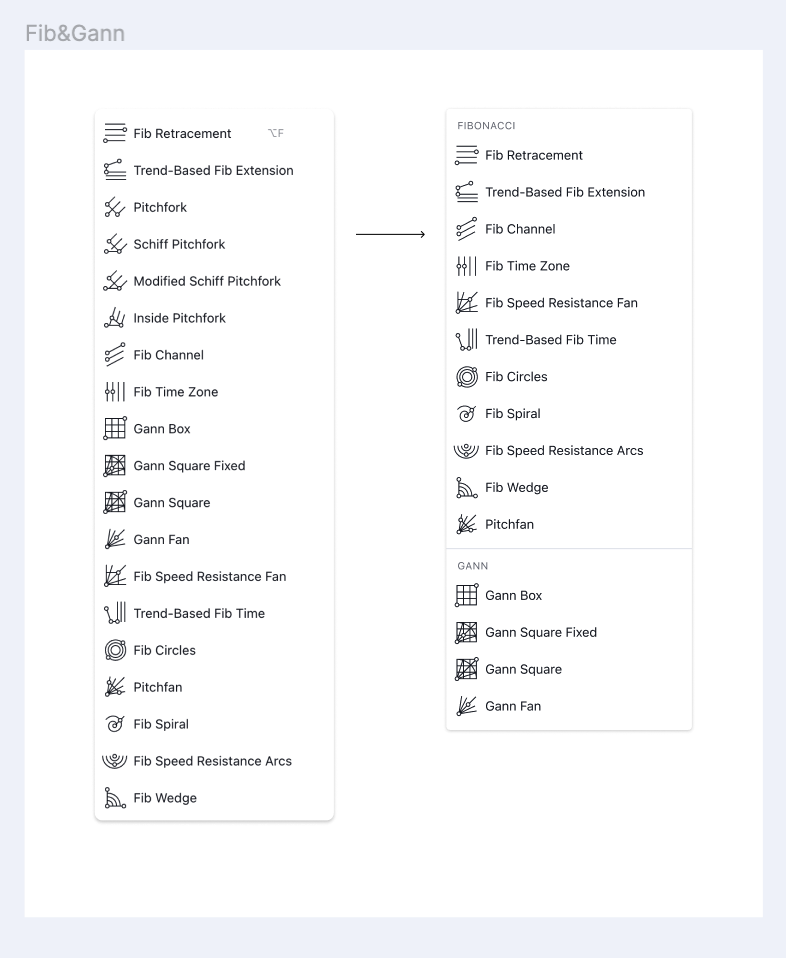 Fib&Gann
Fib Retracement ⌥F
Trend-Based Fib Extension
Pitchfork
Schiff Pitchfork
Modified Schiff Pitchfork
Inside Pitchfork
Fib Channel
Fib Time Zone
Gann Box
Gann Square Fixed
Gann Square
Gann Fan
Fib Speed Resistance Fan
Trend-Based Fib Time
Fib Circles
Pitchfan
Fib Spiral
Fib Speed Resistance Arcs
Fib Wedge
FIBONACCI
Fib Retracement
Trend-Based Fib Extension
Fib Channel
Fib Time Zone
Fib Speed Resistance Fan
Trend-Based Fib Time
Fib Circles
Fib Spiral
Fib Speed Resistance Arcs
Fib Wedge
Pitchfan
GANN
Gann Box
Gann Square Fixed
Gann Square
Gann Fan